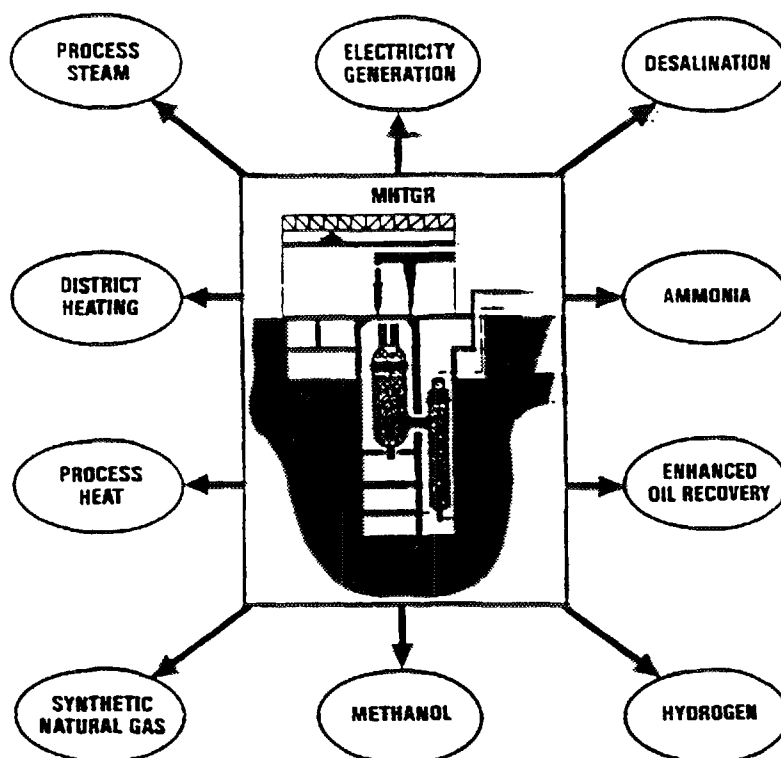 PROCESS
STEAM
ELECTRICITY
GENERATION
DESALINATION
MHTGR
DISTRICT
HEATING
AMMONIA
PROCESS
HEAT
ENHANCED
OIL RECOVERY
SYNTHETIC
NATURAL GAS
METHANOL
HYDROGEN